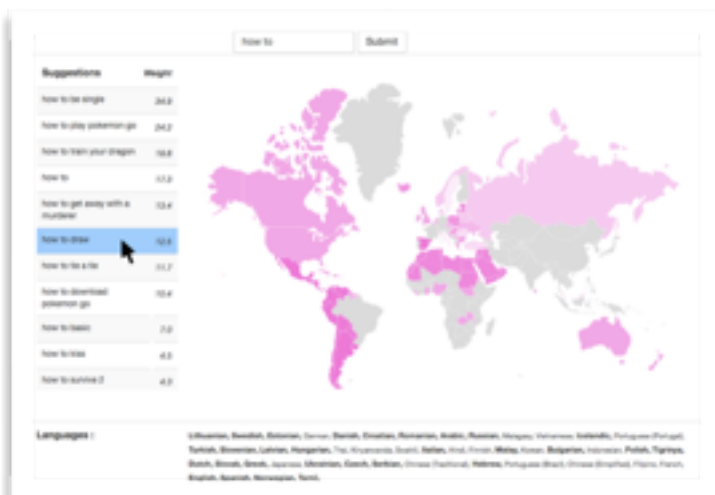 how to Submit
Suggestions Weight
how to be single 34.9
how to play pokemon go 24.2
how to train your dragon 19.8
how to 17.9
how to get away with a
murderer 13.4
how to draw 12.5
how to tie a tie 11.7
how to download
pokemon go 10.4
how to basic 7.0
how to kiss 4.5
how to survive 2 4.3
Languages : Lithuanian, Swedish, Estonian, German, Danish, Croatian, Romanian, Arabic, Russian, Malagasy, Vietnamese, Icelandic, Portuguese (Portugal),
Turkish, Slovenian, Latvian, Hungarian, Thai, Kinyarwanda, Swahili, Italian, Hindi, Finnish, Malay, Korean, Bulgarian, Indonesian, Polish, Tigrinya,
Dutch, Slovak, Greek, Japanese, Ukrainian, Czech, Serbian, Chinese (Traditional), Hebrew, Portuguese (Brazil), Chinese (Simplified), Filipino, French,
English, Spanish, Norwegian, Tamil,